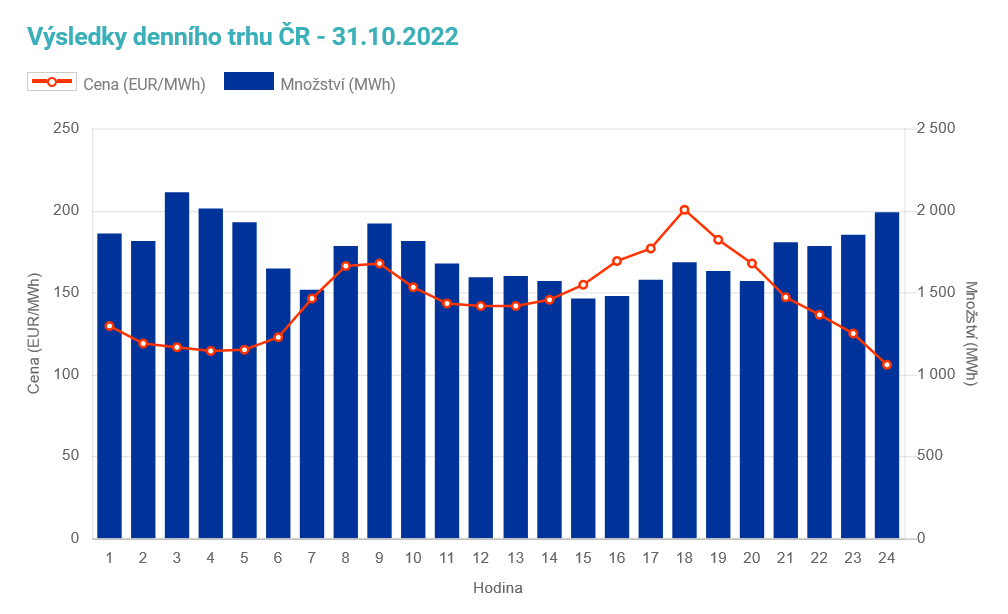 Výsledky denního trhu ČR - 31.10.2022
Cena (EUR/MWh) Množství (MWh)
250 2 500
200 2 000
150 1 500
100 1 000
50 500
0 0
Cena (EUR/MWh)
Množství (MWh)
1 2 3 4 5 6 7 8 9 10 11 12 13 14 15 16 17 18 19 20 21 22 23 24
Hodina